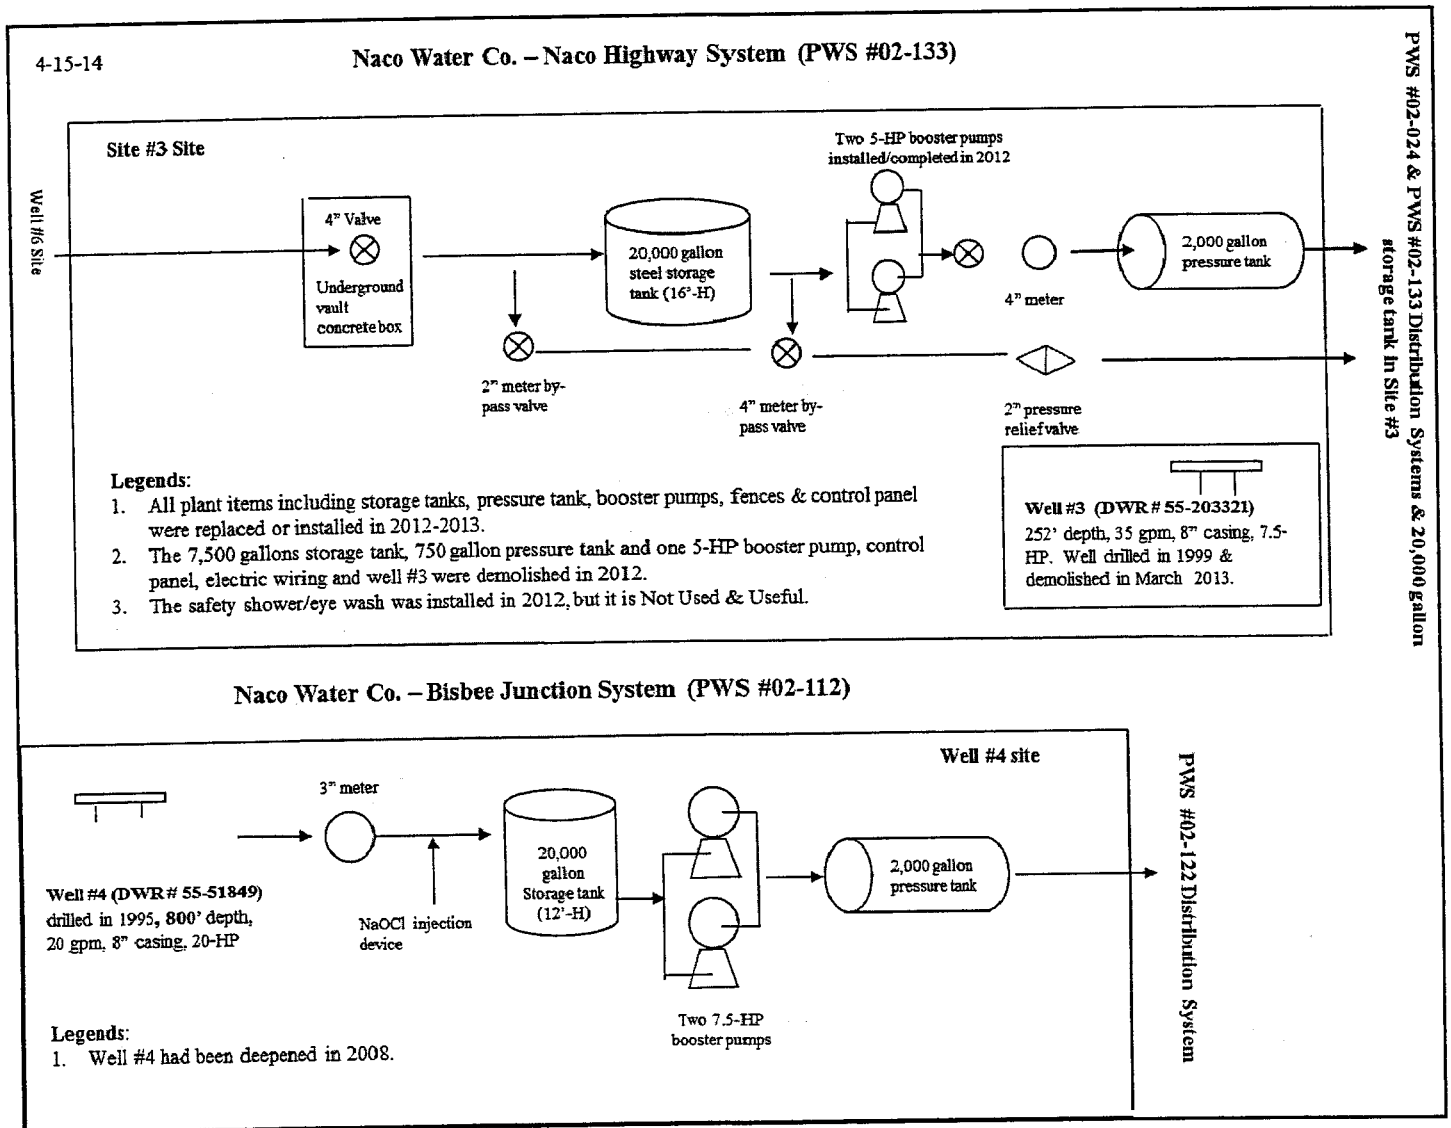 4-15-14
Naco Water Co. – Naco Highway System (PWS #02-133)
Site #3 Site
Well #6 Site
4" Valve
Underground
vault
concrete box
20,000 gallon
steel storage
tank (16'-H)
Two 5-HP booster pumps
installed/completed in 2012
4" meter
2,000 gallon
pressure tank
2" meter by-
pass valve
4" meter by-
pass valve
2" pressure
relief valve
PWS #02-024 & PWS #02-133 Distribution Systems & 20,000 gallon
storage tank in Site #3
Legends:
1. All plant items including storage tanks, pressure tank, booster pumps, fences & control panel
were replaced or installed in 2012-2013.
2. The 7,500 gallons storage tank, 750 gallon pressure tank and one 5-HP booster pump, control
panel, electric wiring and well #3 were demolished in 2012.
3. The safety shower/eye wash was installed in 2012, but it is Not Used & Useful.
Well #3 (DWR# 55-203321)
252' depth, 35 gpm, 8" casing, 7.5-
HP. Well drilled in 1999 &
demolished in March 2013.
Naco Water Co. – Bisbee Junction System (PWS #02-112)
Well #4 site
3" meter
Well #4 (DWR# 55-51849)
drilled in 1995, 800' depth,
20 gpm, 8" casing, 20-HP
NaOCl injection
device
20,000
gallon
Storage tank
(12'-H)
Two 7.5-HP
booster pumps
2,000 gallon
pressure tank
PWS #02-122 Distribution System
Legends:
1. Well #4 had been deepened in 2008.